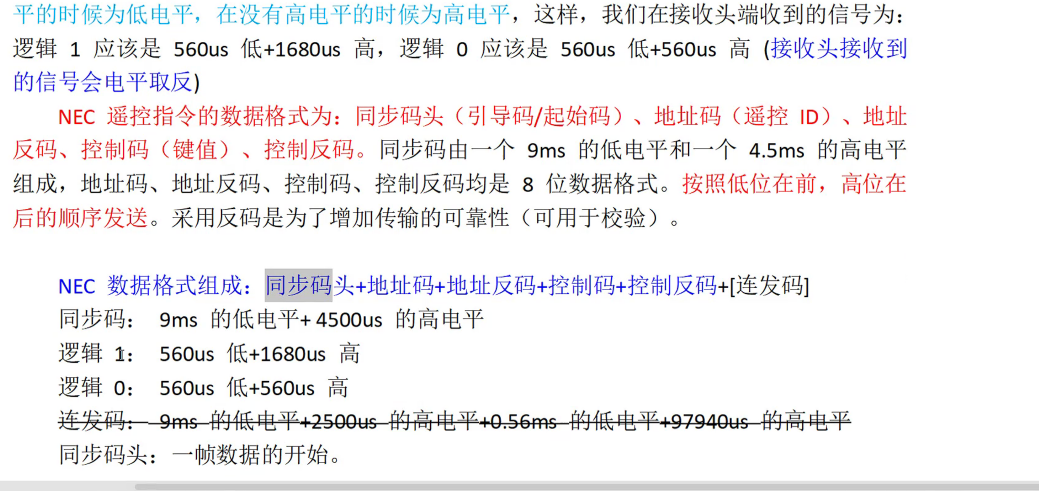 平的时候为低电平，在没有高电平的时候为高电平，这样，我们在接收头端收到的信号为：
逻辑 1 应该是 560us 低+1680us 高，逻辑 0 应该是 560us 低+560us 高 (接收头接收到
的信号会电平取反)
NEC 遥控指令的数据格式为：同步码头（引导码/起始码）、地址码（遥控 ID）、地址
反码、控制码（键值）、控制反码。同步码由一个 9ms 的低电平和一个 4.5ms 的高电平
组成，地址码、地址反码、控制码、控制反码均是 8 位数据格式。按照低位在前，高位在
后的顺序发送。采用反码是为了增加传输的可靠性（可用于校验）。
NEC 数据格式组成：同步码头+地址码+地址反码+控制码+控制反码+[连发码]
同步码： 9ms 的低电平+ 4500us 的高电平
逻辑 1： 560us 低+1680us 高
逻辑 0： 560us 低+560us 高
连发码： 9ms 的低电平+2500us 的高电平+0.56ms 的低电平+97940us 的高电平
同步码头：一帧数据的开始。